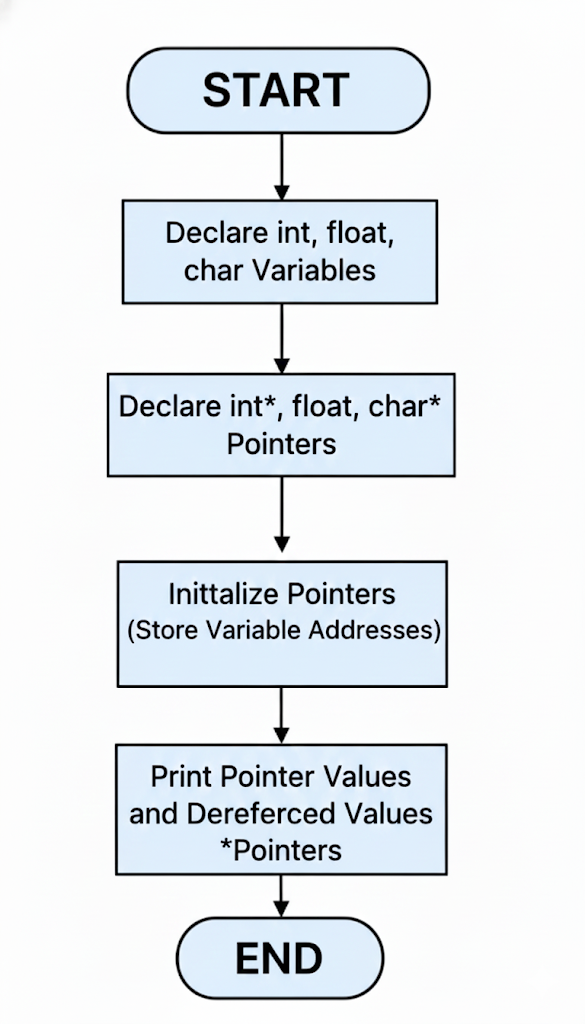 START
Declare int, float,
char Variables
Declare int*, float, char*
Pointers
Inittalize Pointers
(Store Variable Addresses)
Print Pointer Values
and Dereferced Values
*Pointers
END